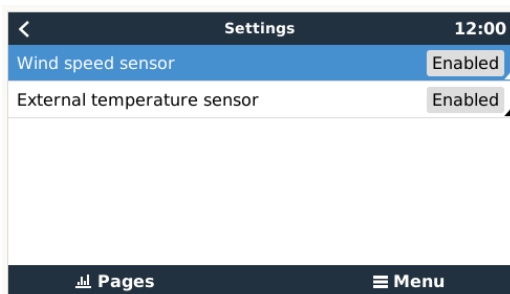 Settings 12:00
Wind speed sensor Enabled
External temperature sensor Enabled
Pages Menu